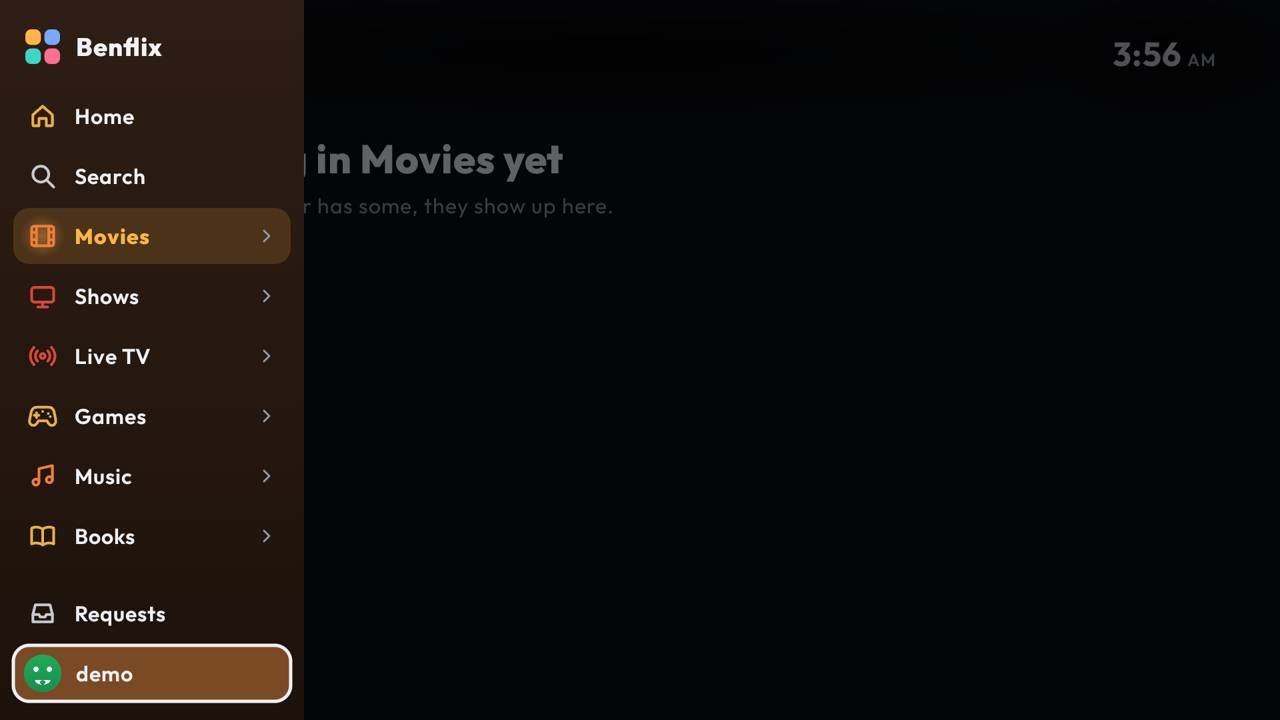 Benflix
3:56 AM
Home
Search
Movies
Shows
Live TV
Games
Music
Books
Requests
demo
in Movies yet
has some, they show up here.